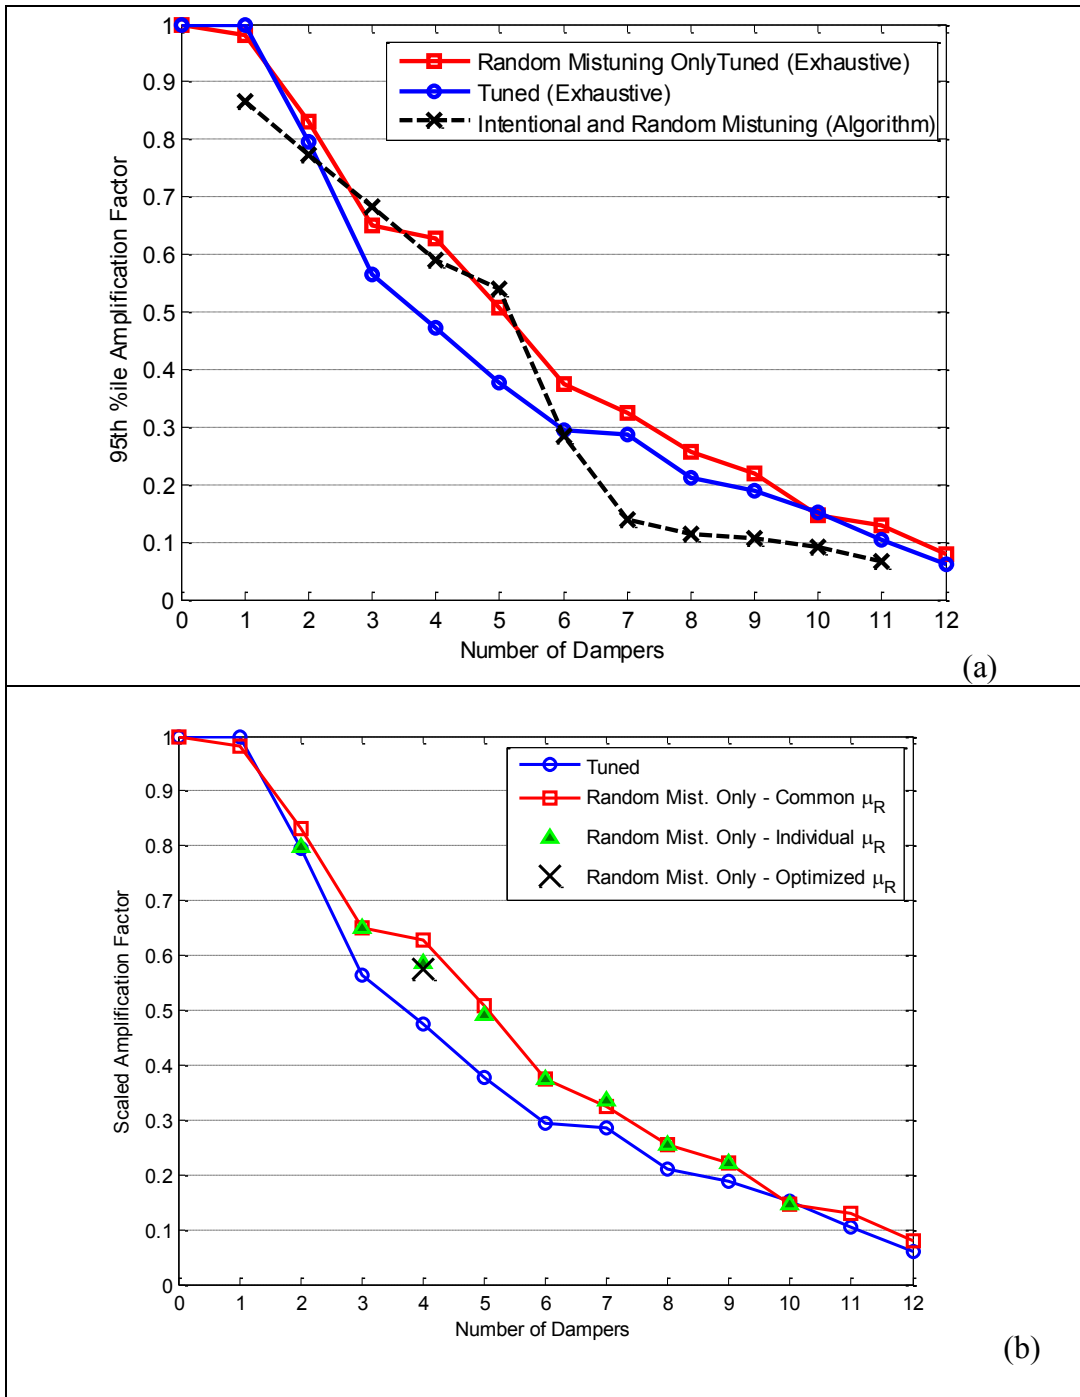 1
0.9
0.8
0.7
0.6
0.5
0.4
0.3
0.2
0.1
0
95th %ile Amplification Factor
Random Mistuning OnlyTuned (Exhaustive)
Tuned (Exhaustive)
Intentional and Random Mistuning (Algorithm)
0 1 2 3 4 5 6 7 8 9 10 11 12
Number of Dampers
(a)
1
0.9
0.8
0.7
0.6
0.5
0.4
0.3
0.2
0.1
0
Scaled Amplification Factor
Tuned
Random Mist. Only - Common μR
Random Mist. Only - Individual μR
Random Mist. Only - Optimized μR
0 1 2 3 4 5 6 7 8 9 10 11 12
Number of Dampers
(b)